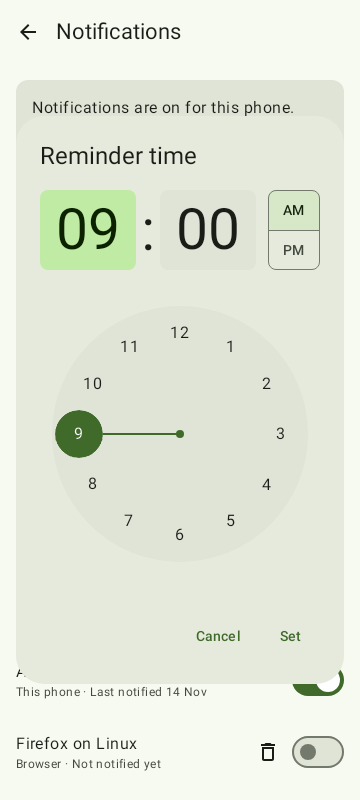 Notifications
Notifications are on for this phone.
Reminder time
09:00
AM
PM
12
11
1
10
2
9
3
8
4
7
5
6
Cancel
Set
This phone · Last notified 14 Nov
Firefox on Linux
Browser · Not notified yet